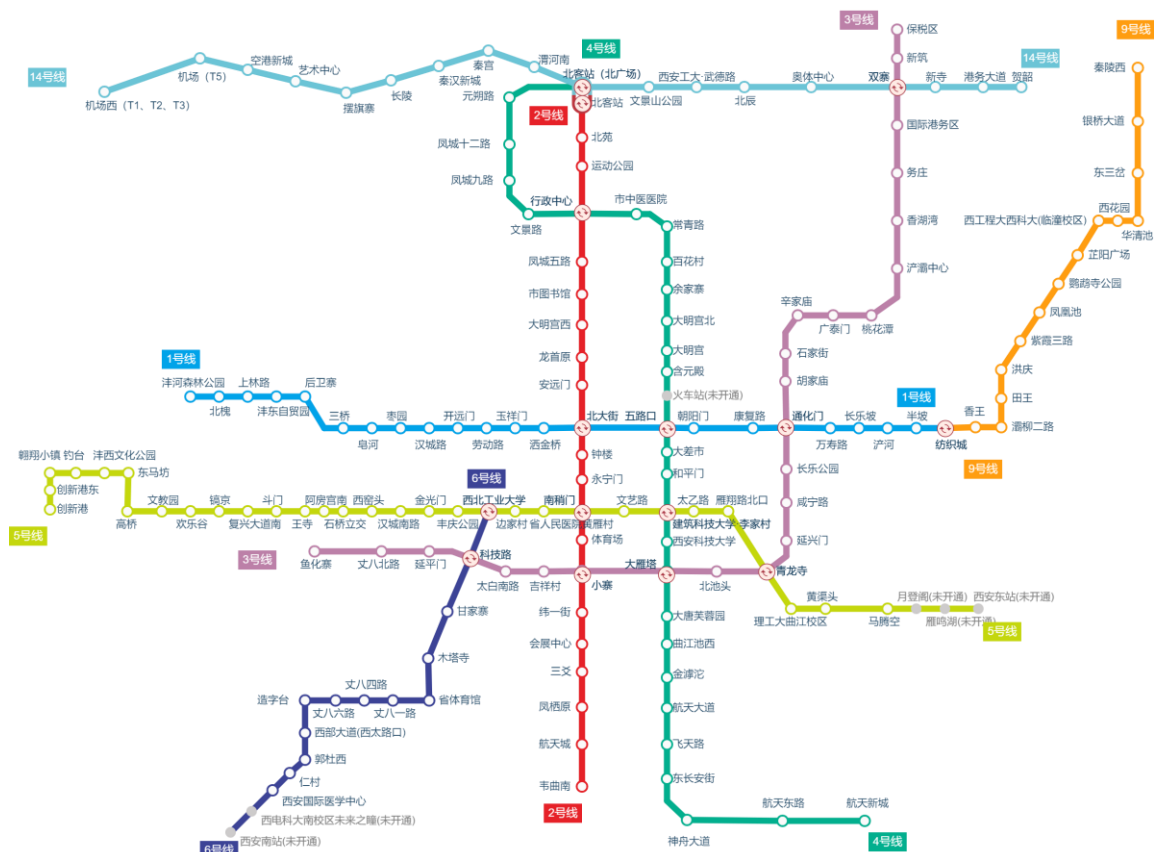 3号线
保税区
9号线
4号线
渭河南
秦宫
14号线
空港新城
机场（T5）
艺术中心
秦汉新城
北客站（北广场）
西安工大·武德路
奥体中心
双寨
新筑
新寺
港务大道
贺韶
14号线
秦陵西
机场西（T1、T2、T3）
摆旗寨
长陵
元朔路
北客站
文景山公园
北辰
2号线
凤城十二路
北苑
国际港务区
银桥大道
运动公园
凤城九路
务庄
东三岔
行政中心
市中医医院
文景路
常青路
香湖湾
西工程大西科大(临潼校区)
西花园
华清池
凤城五路
百花村
浐灞中心
芷阳广场
市图书馆
余家寨
鹦鹉寺公园
大明宫西
大明宫北
辛家庙
广泰门
桃花潭
凤凰池
龙首原
大明宫
石家街
紫霞三路
1号线
含元殿
安远门
胡家庙
洪庆
沣河森林公园
上林路
后卫寨
火车站(未开通)
田王
北槐
沣东自贸园
三桥
枣园
开远门
玉祥门
北大街
五路口
朝阳门
康复路
通化门
长乐坡
半坡
香王
皂河
汉城路
劳动路
洒金桥
万寿路
浐河
纺织城
灞柳二路
钟楼
大差市
9号线
翱翔小镇
钓台
沣西文化公园
东马坊
6号线
永宁门
和平门
长乐公园
创新港东
创新港
文教园
镐京
斗门
阿房宫南
西窑头
金光门
西北工业大学
南稍门
文艺路
太乙路
雁翔路北口
咸宁路
5号线
高桥
欢乐谷
复兴大道南
王寺
石桥立交
汉城南路
丰庆公园
边家村
省人民医院黄雁村
建筑科技大学·李家村
体育场
西安科技大学
延兴门
3号线
鱼化寨
丈八北路
延平门
科技路
太白南路
吉祥村
小寨
大雁塔
北池头
青龙寺
甘家寨
纬一街
大唐芙蓉园
理工大曲江校区
黄渠头
马腾空
月登阁(未开通)
雁鸣湖(未开通)
西安东站(未开通)
5号线
会展中心
曲江池西
木塔寺
三爻
金滹沱
造字台
丈八四路
丈八六路
丈八一路
省体育馆
凤栖原
航天大道
西部大道(西太路口)
航天城
飞天路
郭杜西
仁村
韦曲南
东长安街
西安国际医学中心
2号线
航天东路
航天新城
西电科大南校区未来之瞳(未开通)
西安南站(未开通)
6号线
神舟大道
4号线